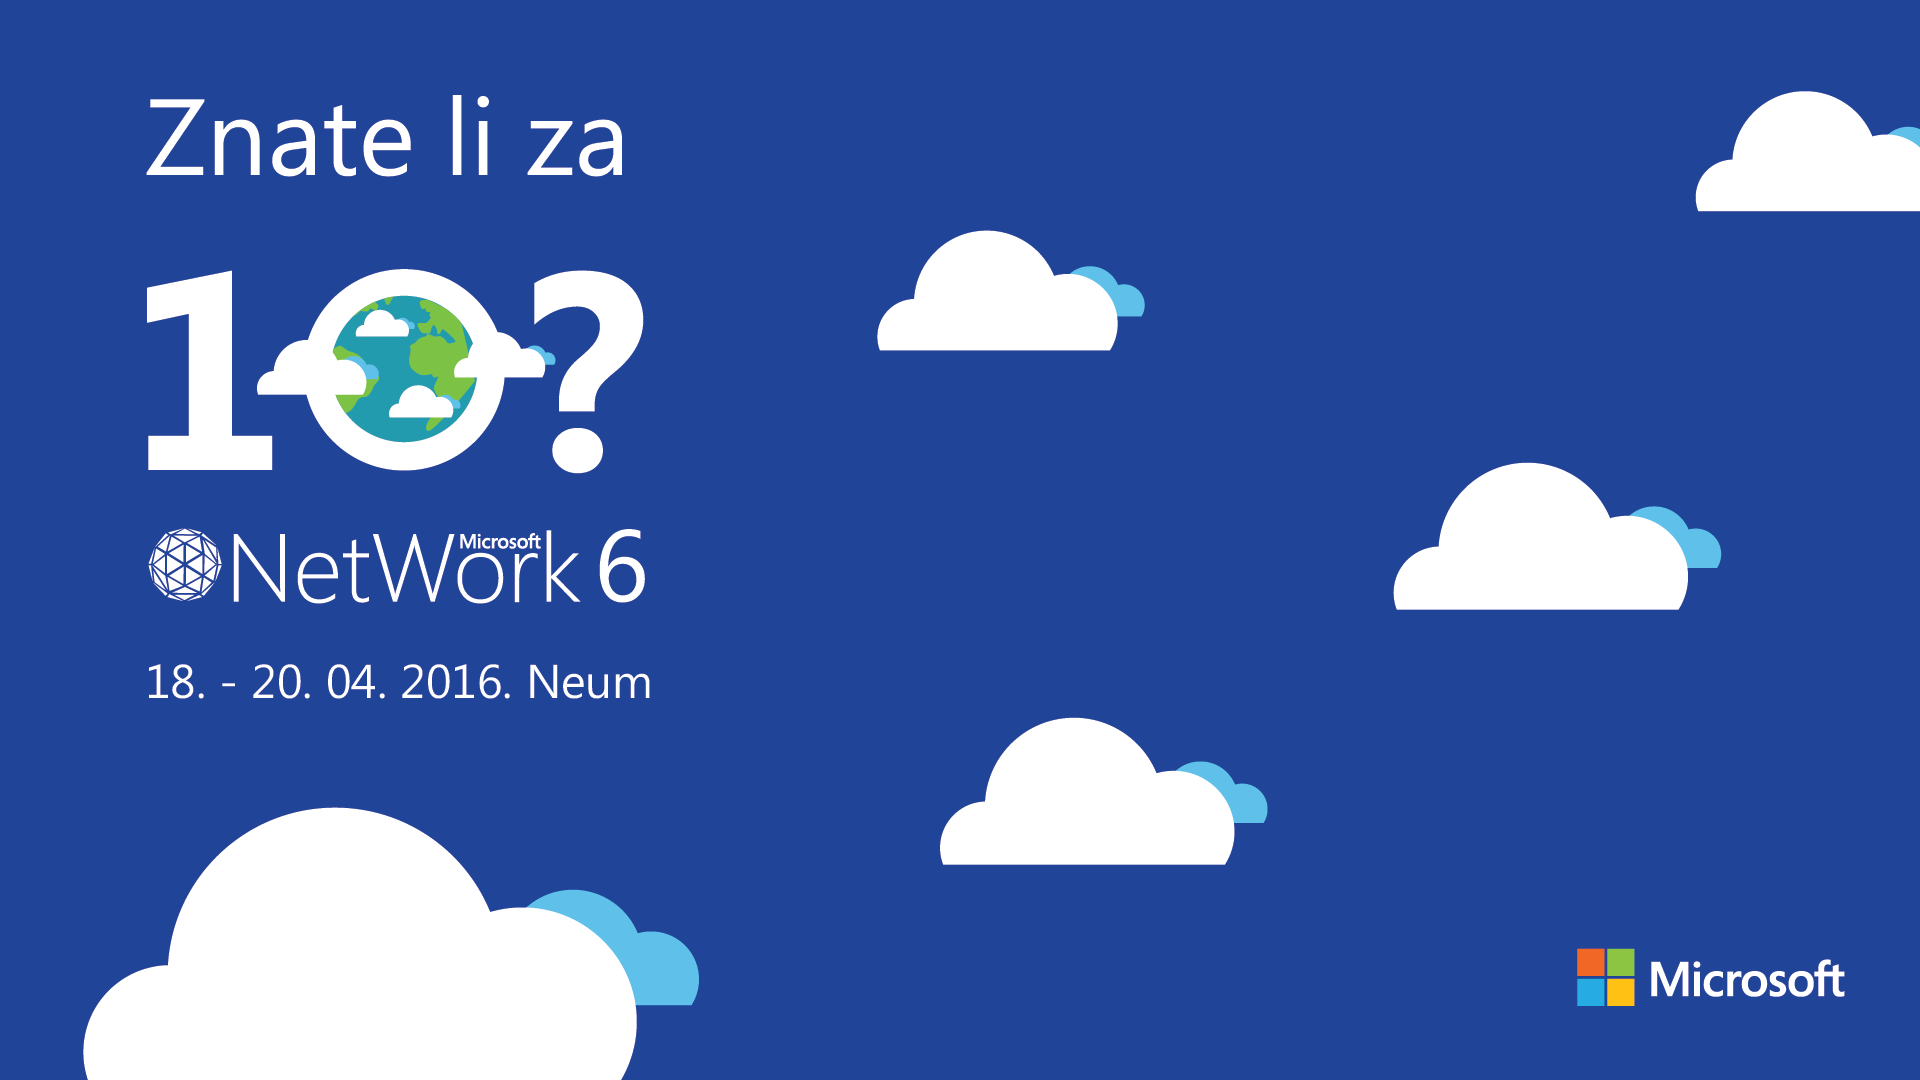 Znate li za
10?
Microsoft
NetWork 6
18. - 20. 04. 2016. Neum
Microsoft